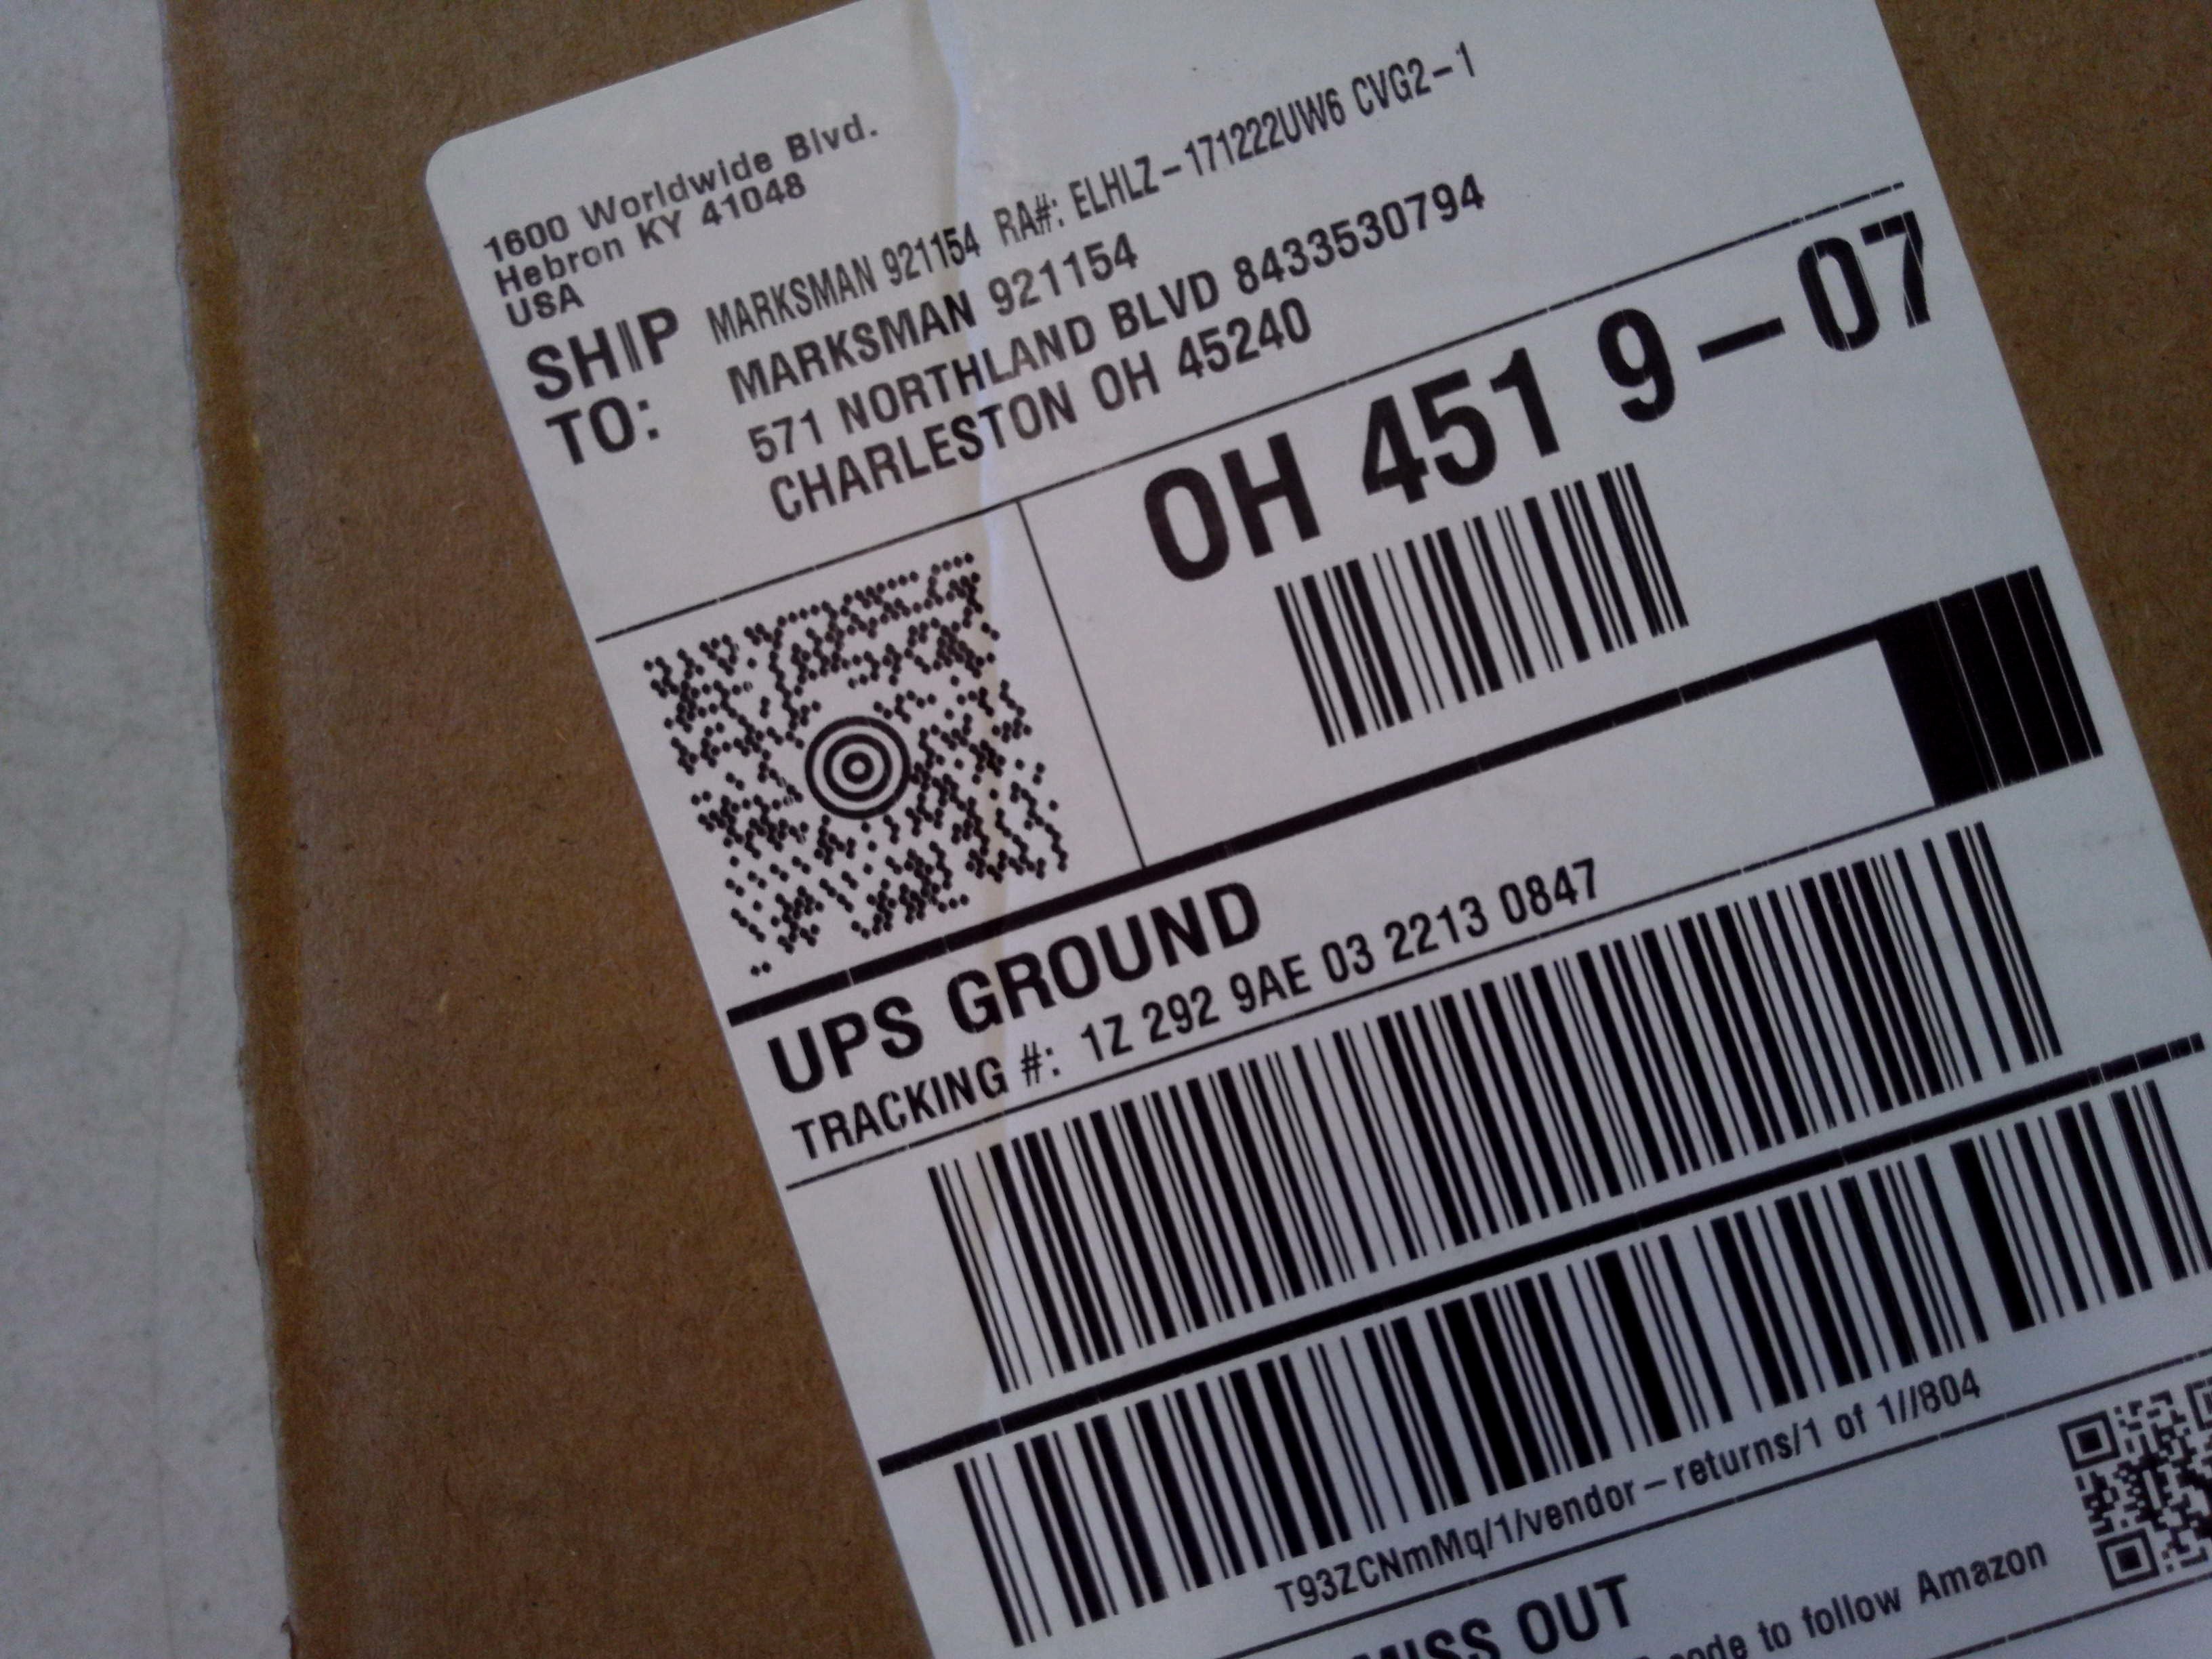 1600 Worldwide Blvd.
Hebron KY 41048
USA
SHIP TO:
MARKSMAN 921154 RA#: ELHLZ-171222UW6 CVG2-1
MARKSMAN 921154
571 NORTHLAND BLVD 8433530794
CHARLESTON OH 45240
OH 451 9-07
UPS GROUND
TRACKING #: 1Z 292 9AE 03 2213 0847
T93ZCNmMq/1/vendor-returns/1 of 1//804
MISS OUT
code to follow Amazon